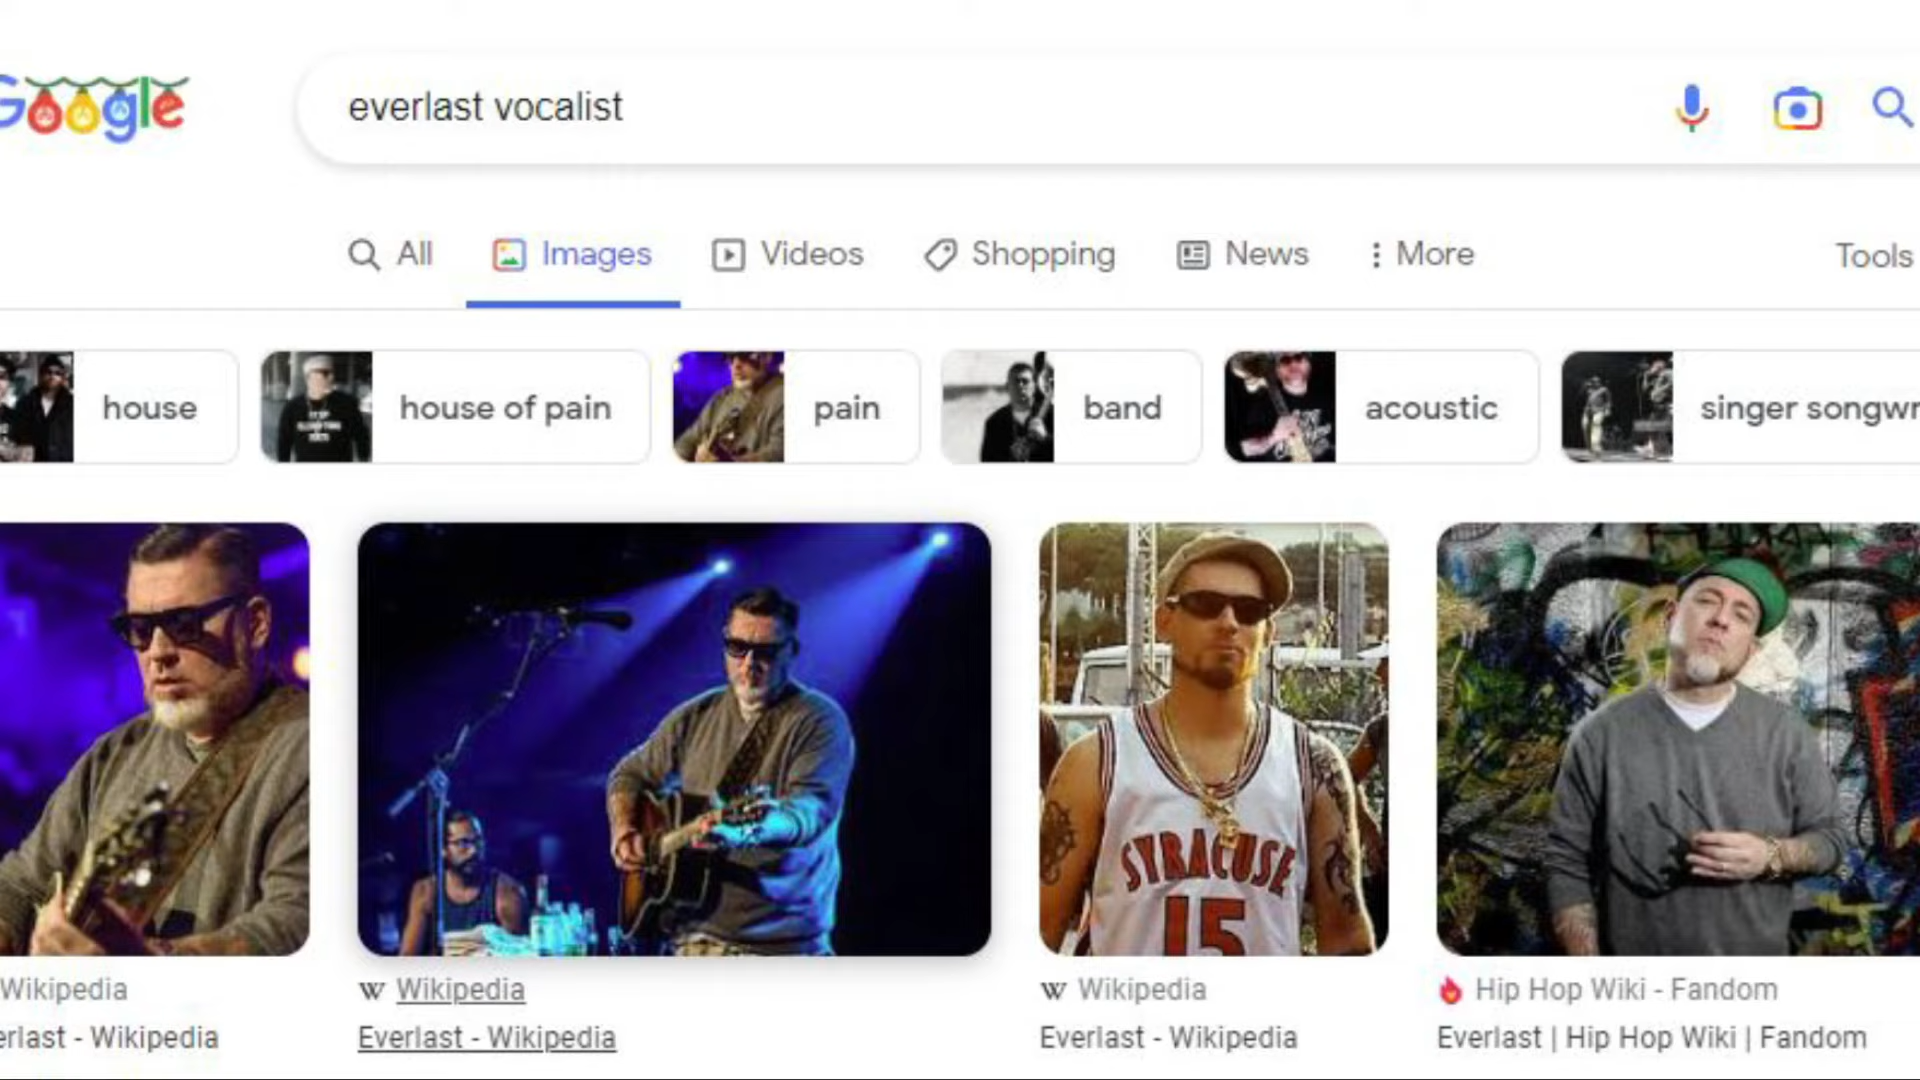 Google
everlast vocalist
All
Images
Videos
Shopping
News
More
Tools
house
house of pain
pain
band
acoustic
singer songwr
SYRACUSE
15
Wikipedia
erlast - Wikipedia
W Wikipedia
Everlast - Wikipedia
W Wikipedia
Everlast - Wikipedia
Hip Hop Wiki - Fandom
Everlast | Hip Hop Wiki | Fandom